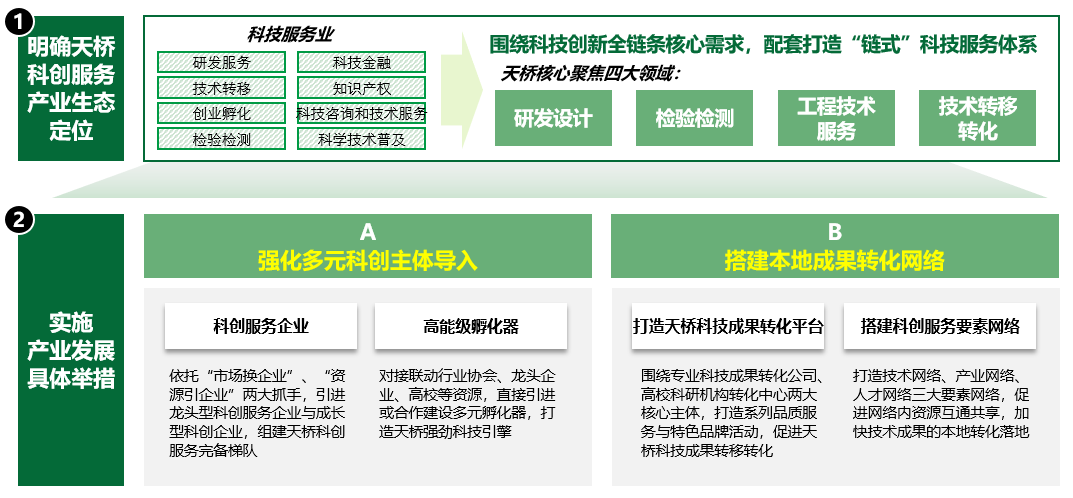 1
明确天桥
科创服务
产业生态
定位
科技服务业
研发服务
科技金融
技术转移
知识产权
创业孵化
科技咨询和技术服务
检验检测
科学技术普及
围绕科技创新全链条核心需求，配套打造“链式”科技服务体系
天桥核心聚焦四大领域：
研发设计
检验检测
工程技术
服务
技术转移
转化
2
实施
产业发展
具体举措
A
强化多元科创主体导入
科创服务企业
依托“市场换企业”、“资
源引企业”两大抓手，引进
龙头型科创服务企业与成长
型科创企业，组建天桥科创
服务完备梯队
高能级孵化器
对接联动行业协会、龙头企
业、高校等资源，直接引进
或合作建设多元孵化器，打
造天桥强劲科技引擎
B
搭建本地成果转化网络
打造天桥科技成果转化平台
围绕专业科技成果转化公司、
高校科研机构转化中心两大
核心主体，打造系列品质服
务与特色品牌活动，促进天
桥科技成果转移转化
搭建科创服务要素网络
打造技术网络、产业网络、
人才网络三大要素网络，促
进网络内资源互通共享，加
快技术成果的本地转化落地